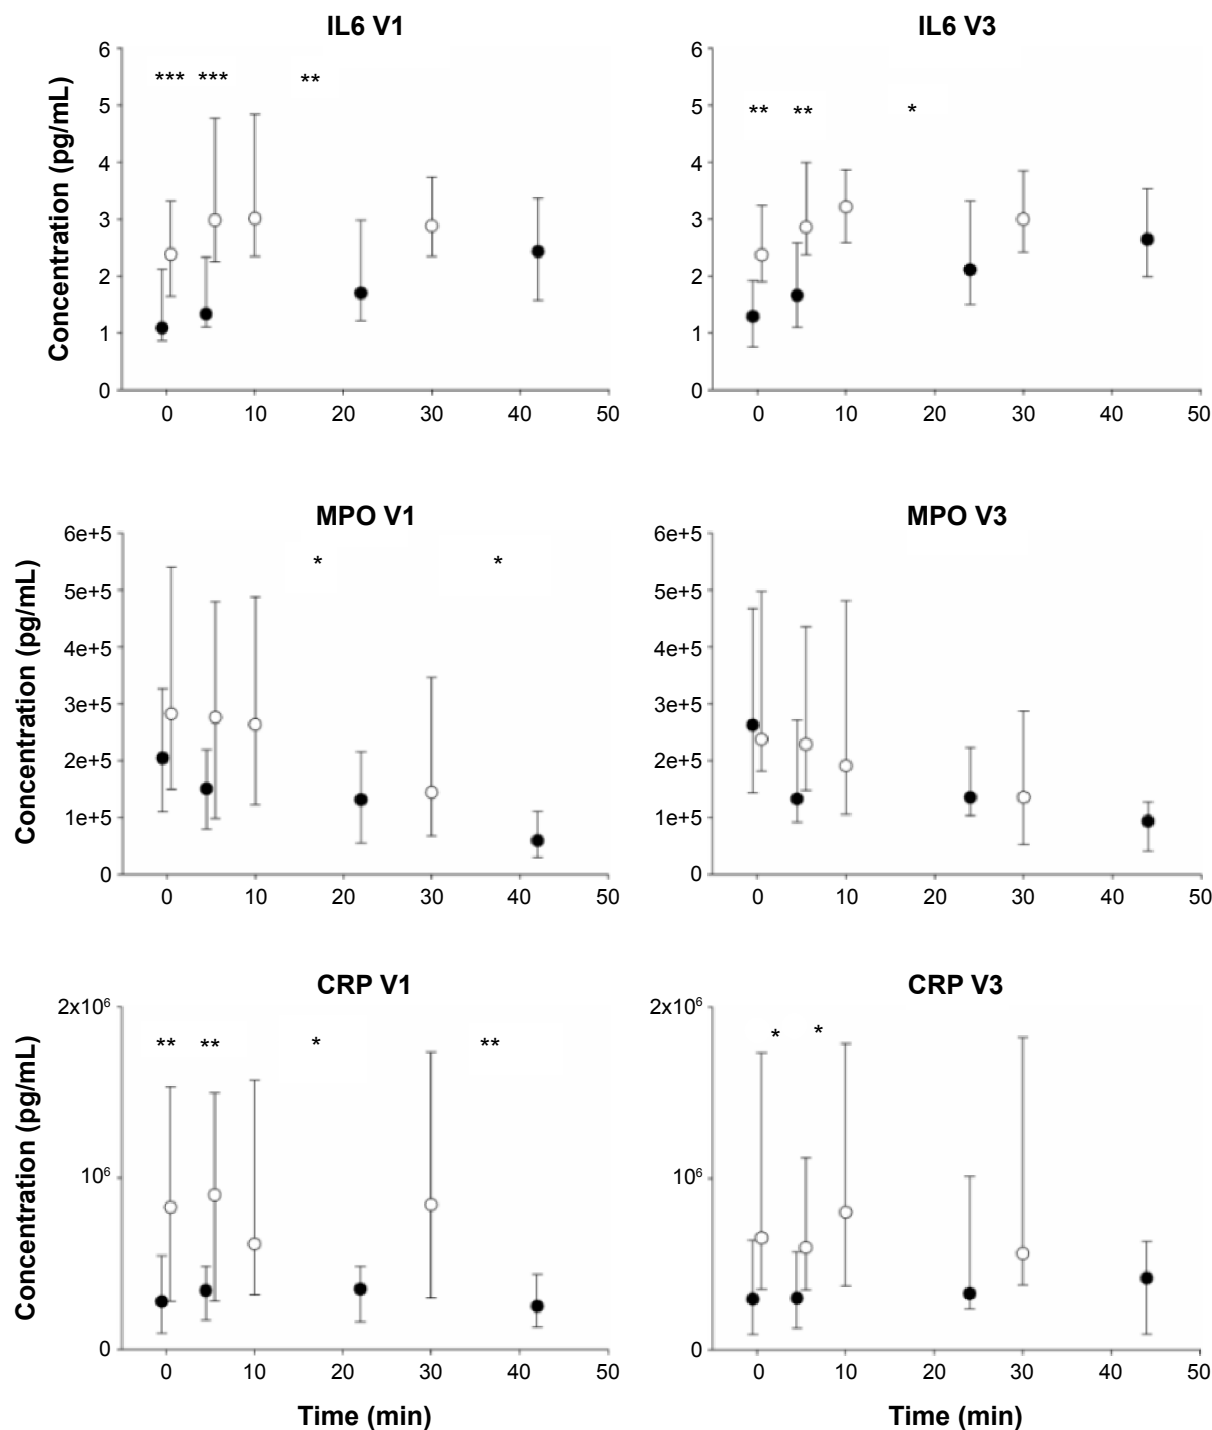 IL6 V1
Concentration (pg/mL)
6
5
4
3
2
1
0
*** *** **
0 10 20 30 40 50
IL6 V3
6
5
4
3
2
1
0
** ** *
0 10 20 30 40 50
MPO V1
Concentration (pg/mL)
6e+5
5e+5
4e+5
3e+5
2e+5
1e+5
0
* *
0 10 20 30 40 50
MPO V3
6e+5
5e+5
4e+5
3e+5
2e+5
1e+5
0
0 10 20 30 40 50
CRP V1
Concentration (pg/mL)
2x10⁶
10⁶
0
** ** * **
0 10 20 30 40 50
Time (min)
CRP V3
2x10⁶
10⁶
0
* *
0 10 20 30 40 50
Time (min)